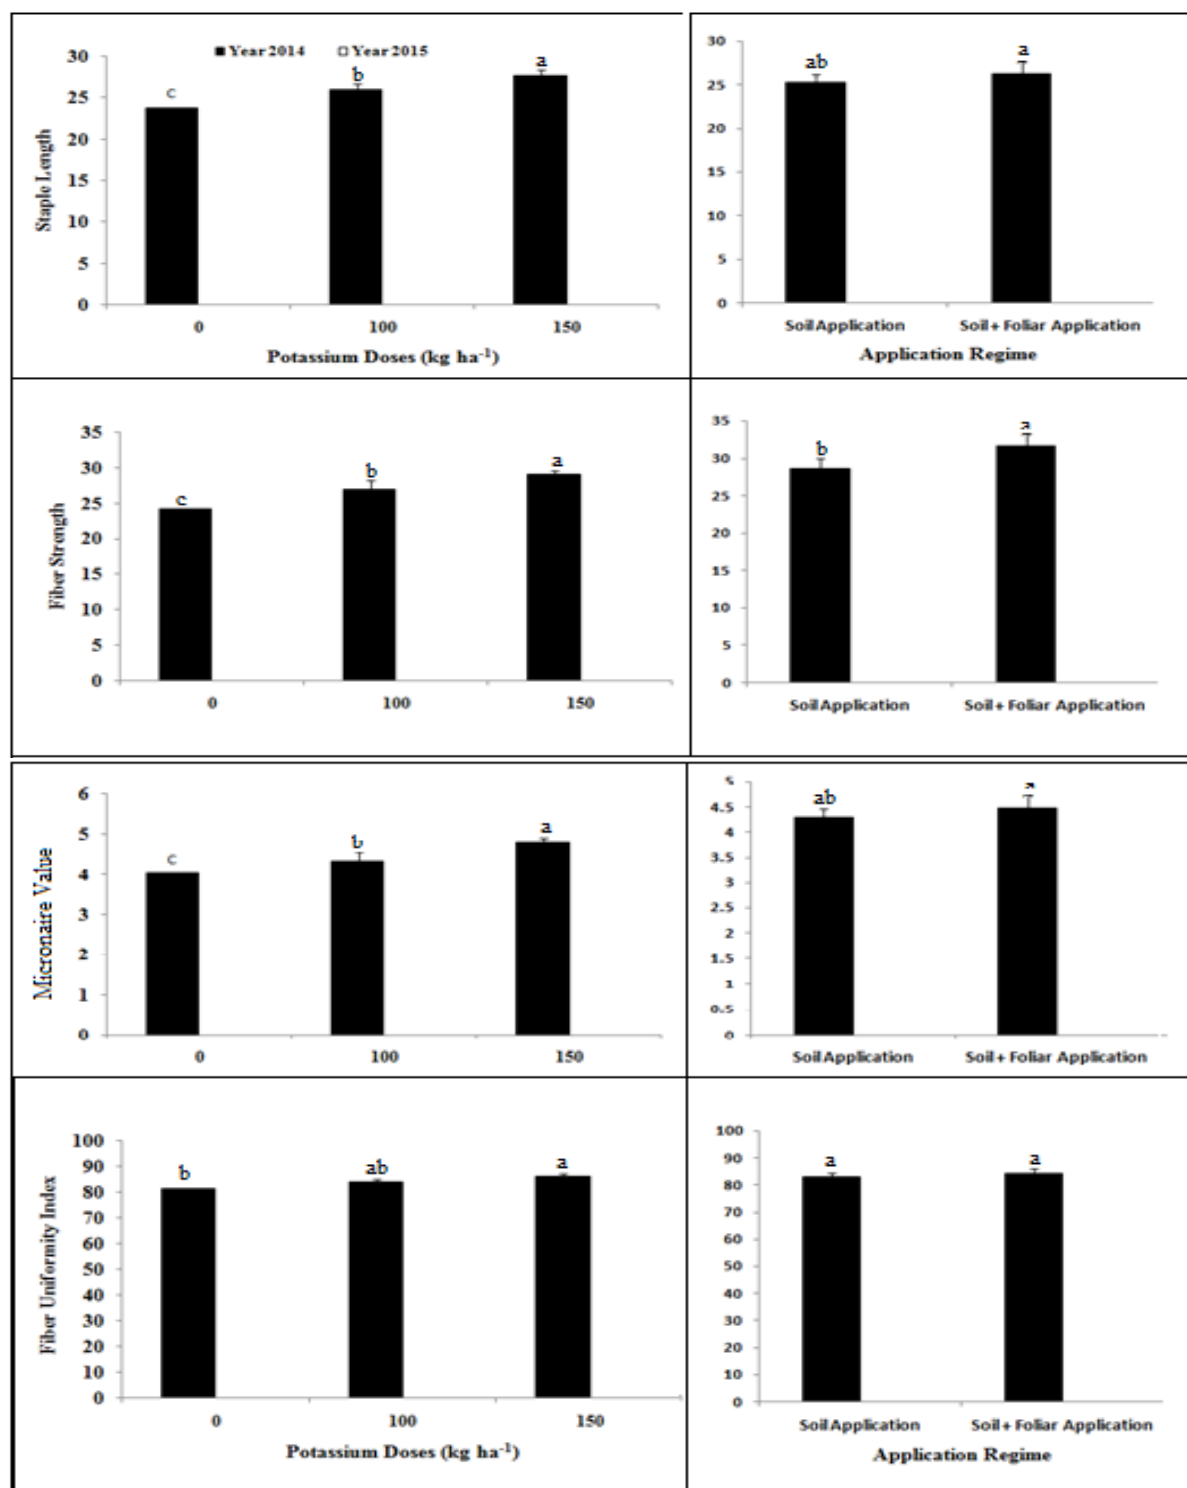 ■ Year 2014 □ Year 2015
30
25
20
15
10
5
0
c
b
a
Staple Length
0 100 150
Potassium Doses (kg ha⁻¹)
30
25
20
15
10
5
0
ab
a
Soil Application Soil + Foliar Application
Application Regime
35
30
25
20
15
10
5
0
c
b
a
Fiber Strength
0 100 150
35
30
25
20
15
10
5
0
b
a
Soil Application Soil + Foliar Application
6
5
4
3
2
1
0
c
b
a
Micronaire Value
0 100 150
5
4.5
4
3.5
3
2.5
2
1.5
1
0.5
0
ab
a
Soil Application Soil + Foliar Application
100
90
80
70
60
50
40
30
20
10
0
b
ab
a
Fiber Uniformity Index
0 100 150
Potassium Doses (kg ha⁻¹)
100
90
80
70
60
50
40
30
20
10
0
a
a
Soil Application Soil + Foliar Application
Application Regime